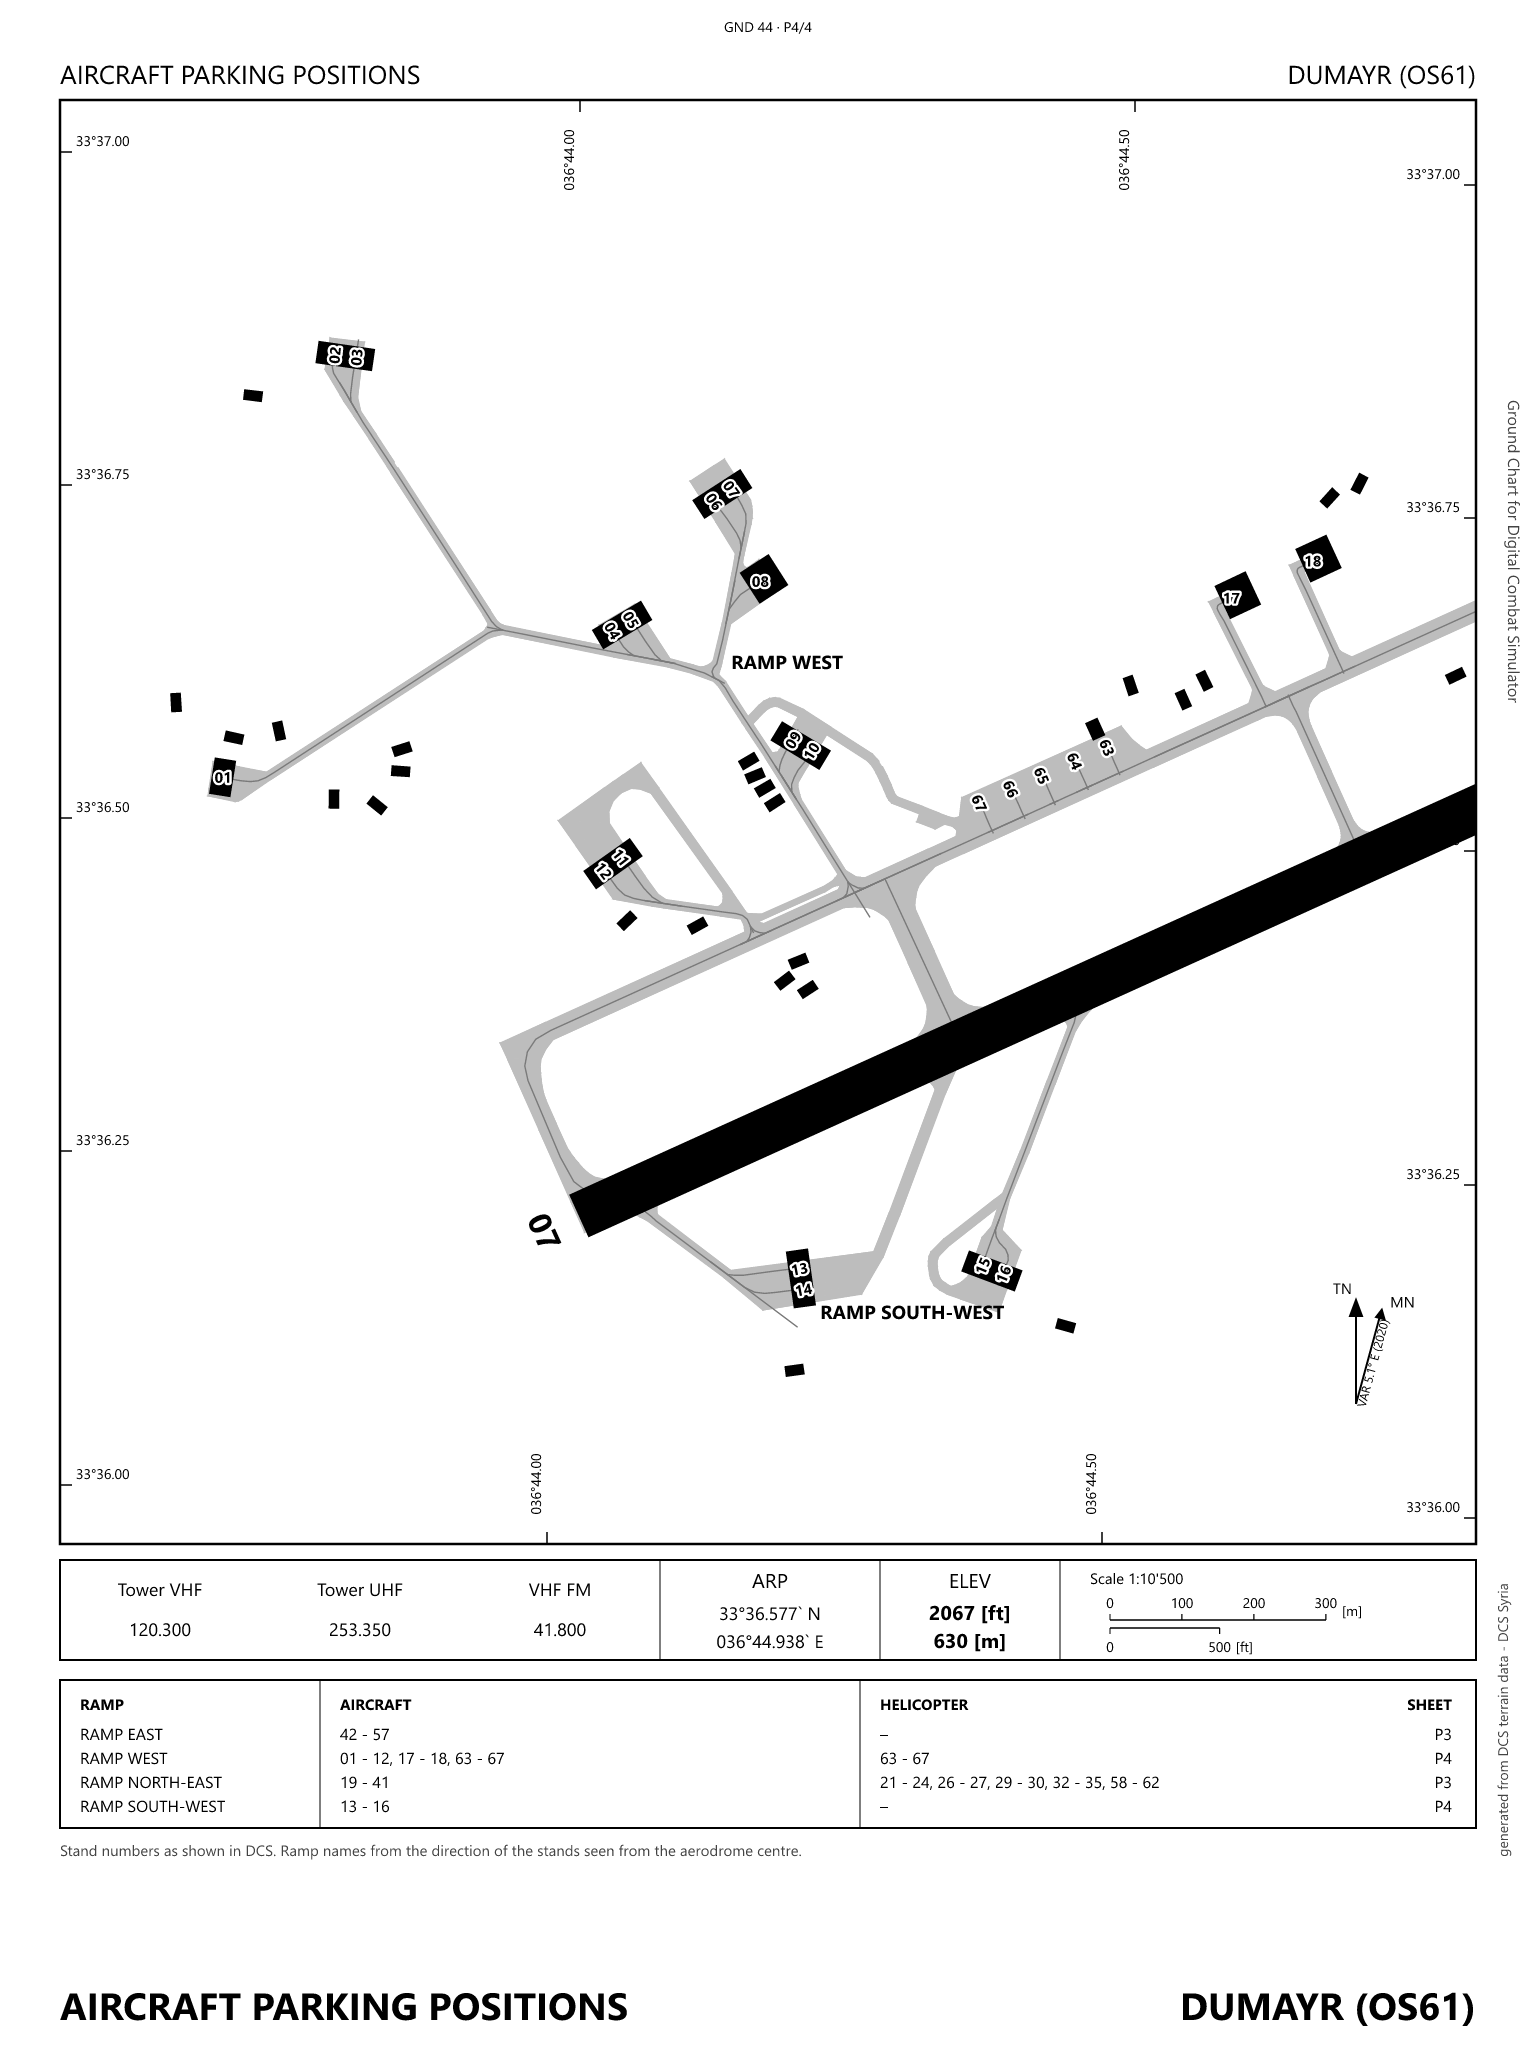 GND 44 · P4/4
AIRCRAFT PARKING POSITIONS
DUMAYR (OS61)
036°44.00
036°44.50
33°37.00
33°37.00
02
03
33°36.75
07
06
33°36.75
18
08
17
05
04
RAMP WEST
09
10
63
64
65
66
67
01
33°36.50
11
12
33°36.25
33°36.25
07
13
14
15
16
RAMP SOUTH-WEST
TN
MN
VAR 5.1° E (2020)
036°44.00
036°44.50
33°36.00
33°36.00
Ground Chart for Digital Combat Simulator
Tower VHF
120.300
Tower UHF
253.350
VHF FM
41.800
ARP
33°36.577` N
036°44.938` E
ELEV
2067 [ft]
630 [m]
Scale 1:10'500
0 100 200 300 [m]
0 500 [ft]
RAMP AIRCRAFT HELICOPTER SHEET
RAMP EAST 42 - 57 – P3
RAMP WEST 01 - 12, 17 - 18, 63 - 67 63 - 67 P4
RAMP NORTH-EAST 19 - 41 21 - 24, 26 - 27, 29 - 30, 32 - 35, 58 - 62 P3
RAMP SOUTH-WEST 13 - 16 – P4
Stand numbers as shown in DCS. Ramp names from the direction of the stands seen from the aerodrome centre.
generated from DCS terrain data - DCS Syria
AIRCRAFT PARKING POSITIONS
DUMAYR (OS61)